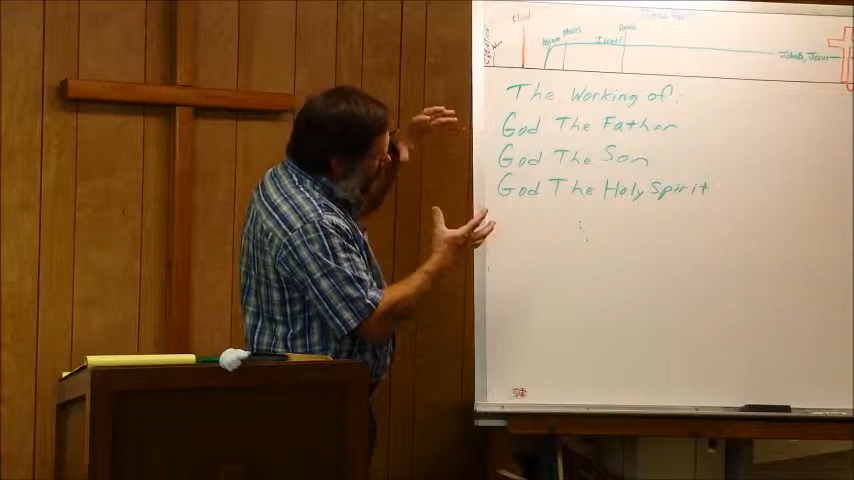 Flood
CREATION
Moses
David
Israel
John B, Jesus
The Working of
God The Father
God The Son
God The Holy Spirit